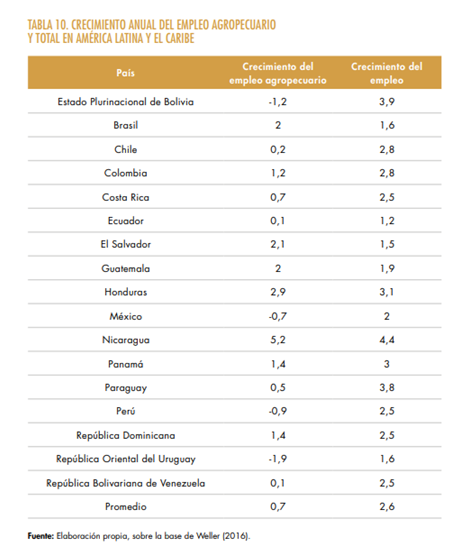 TABLA 10. CRECIMIENTO ANUAL DEL EMPLEO AGROPECUARIO
Y TOTAL EN AMÉRICA LATINA Y EL CARIBE
País Crecimiento del empleo agropecuario Crecimiento del empleo
Estado Plurinacional de Bolivia -1,2 3,9
Brasil 2 1,6
Chile 0,2 2,8
Colombia 1,2 2,8
Costa Rica 0,7 2,5
Ecuador 0,1 1,2
El Salvador 2,1 1,5
Guatemala 2 1,9
Honduras 2,9 3,1
México -0,7 2
Nicaragua 5,2 4,4
Panamá 1,4 3
Paraguay 0,5 3,8
Perú -0,9 2,5
República Dominicana 1,4 2,5
República Oriental del Uruguay -1,9 1,6
República Bolivariana de Venezuela 0,1 2,5
Promedio 0,7 2,6
Fuente: Elaboración propia, sobre la base de Weller (2016).